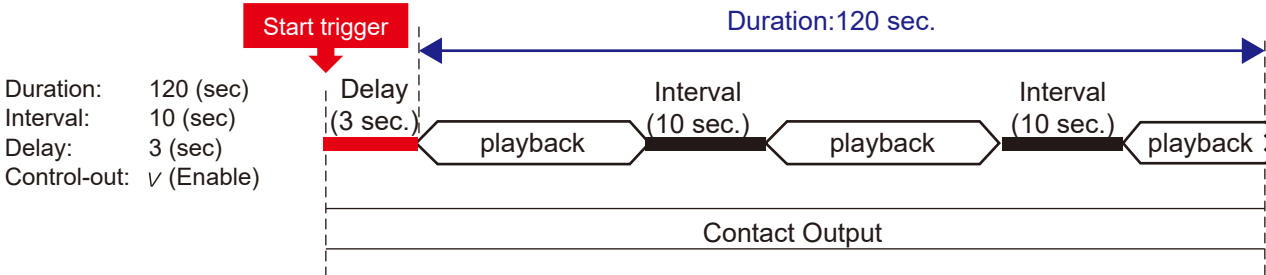 Start trigger
Duration:120 sec.
Duration: 120 (sec)
Interval: 10 (sec)
Delay: 3 (sec)
Control-out: √ (Enable)
Delay
(3 sec.)
playback
Interval
(10 sec.)
playback
Interval
(10 sec.)
playback
Contact Output